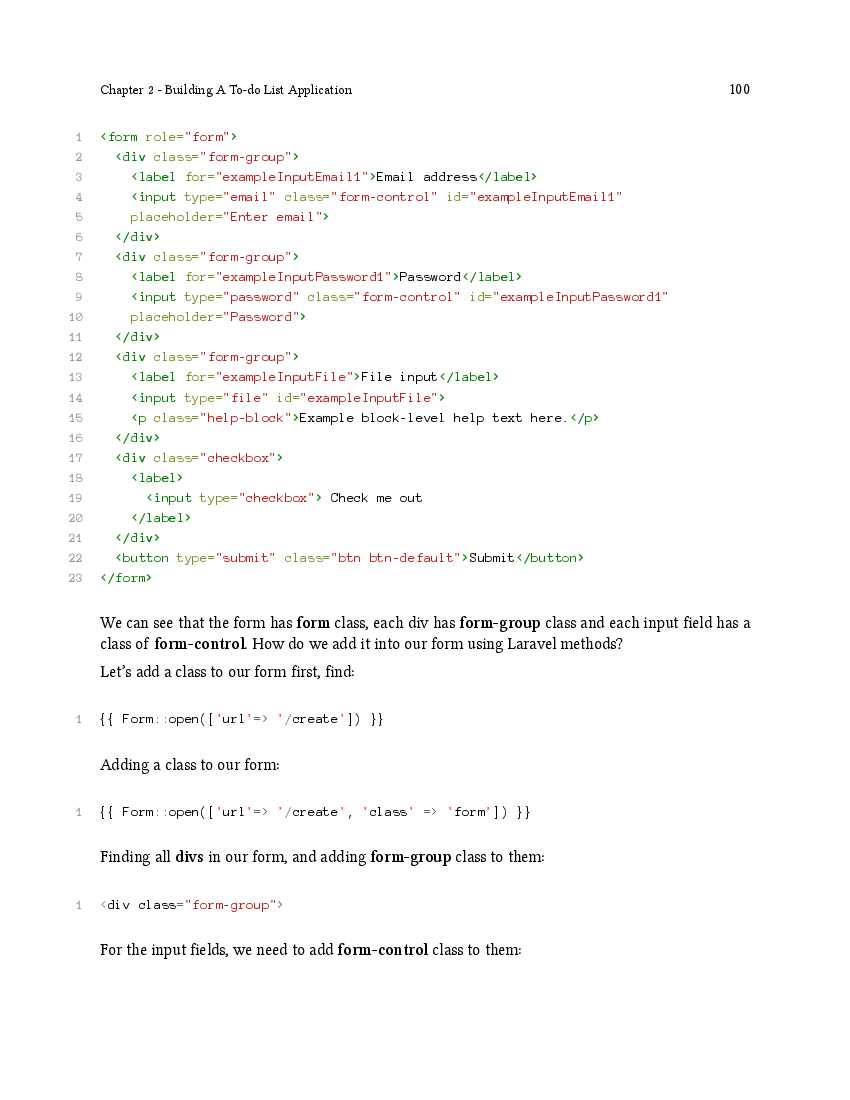 Chapter 2 - Building A To-do List Application 100
1 <form role="form">
2 <div class="form-group">
3 <label for="exampleInputEmail1">Email address</label>
4 <input type="email" class="form-control" id="exampleInputEmail1"
5 placeholder="Enter email">
6 </div>
7 <div class="form-group">
8 <label for="exampleInputPassword1">Password</label>
9 <input type="password" class="form-control" id="exampleInputPassword1"
10 placeholder="Password">
11 </div>
12 <div class="form-group">
13 <label for="exampleInputFile">File input</label>
14 <input type="file" id="exampleInputFile">
15 <p class="help-block">Example block-level help text here.</p>
16 </div>
17 <div class="checkbox">
18 <label>
19 <input type="checkbox"> Check me out
20 </label>
21 </div>
22 <button type="submit" class="btn btn-default">Submit</button>
23 </form>
We can see that the form has form class, each div has form-group class and each input field has a
class of form-control. How do we add it into our form using Laravel methods?
Let's add a class to our form first, find:
1 {{ Form::open(['url'=> '/create']) }}
Adding a class to our form:
1 {{ Form::open(['url'=> '/create', 'class' => 'form']) }}
Finding all divs in our form, and adding form-group class to them:
1 <div class="form-group">
For the input fields, we need to add form-control class to them: